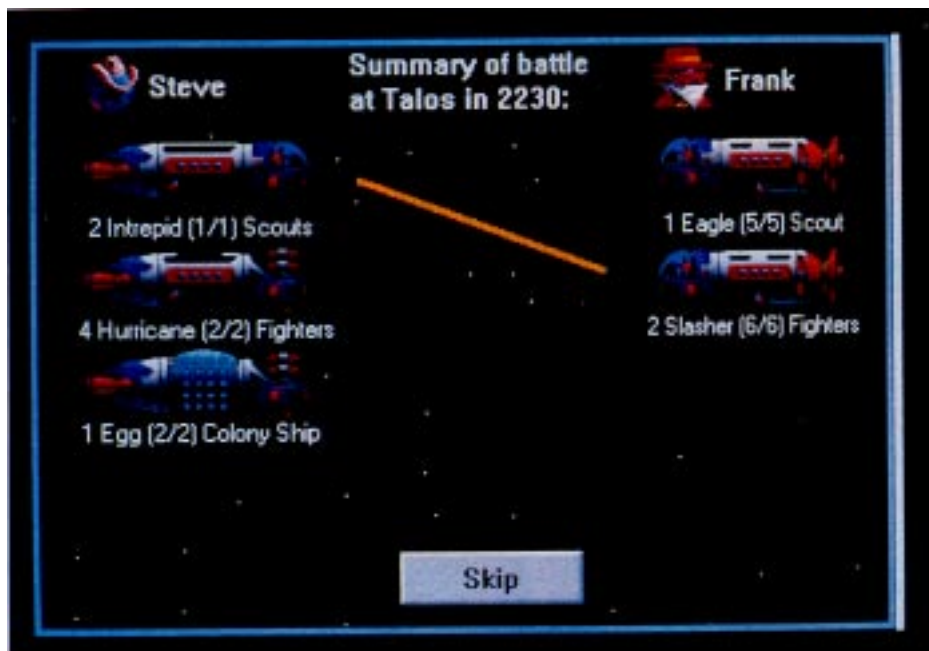 Steve
Summary of battle
at Talos in 2230:
Frank
2 Intrepid (1/1) Scouts
1 Eagle (5/5) Scout
4 Hurricane (2/2) Fighters
2 Slasher (6/6) Fighters
1 Egg (2/2) Colony Ship
Skip